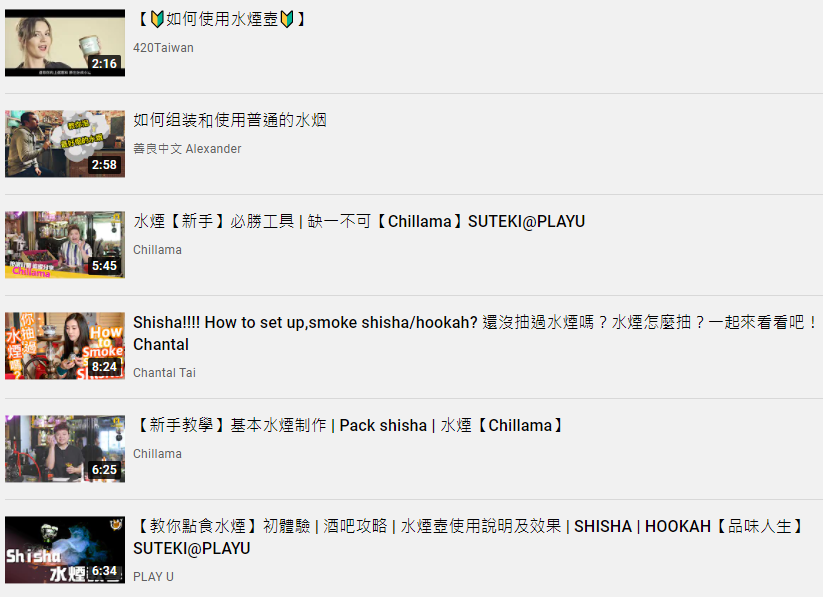 【🔰如何使用水煙壺🔰】
420Taiwan
2:16
如何组装和使用普通的水烟
善良中文 Alexander
2:58
水煙【新手】必勝工具 | 缺一不可【Chillama】SUTEKI@PLAYU
Chillama
Chillama
5:45
Shisha!!!! How to set up,smoke shisha/hookah? 還沒抽過水煙嗎？水煙怎麼抽？一起來看看吧！
Chantal
Chantal Tai
你抽過
水煙嗎?
How
to
Smoke
8:24
【新手教學】基本水煙制作 | Pack shisha | 水煙【Chillama】
Chillama
6:25
【教你點食水煙】初體驗 | 酒吧攻略 | 水煙壺使用說明及效果 | SHISHA | HOOKAH【品味人生】
SUTEKI@PLAYU
PLAY U
Shisha
水煙
6:34